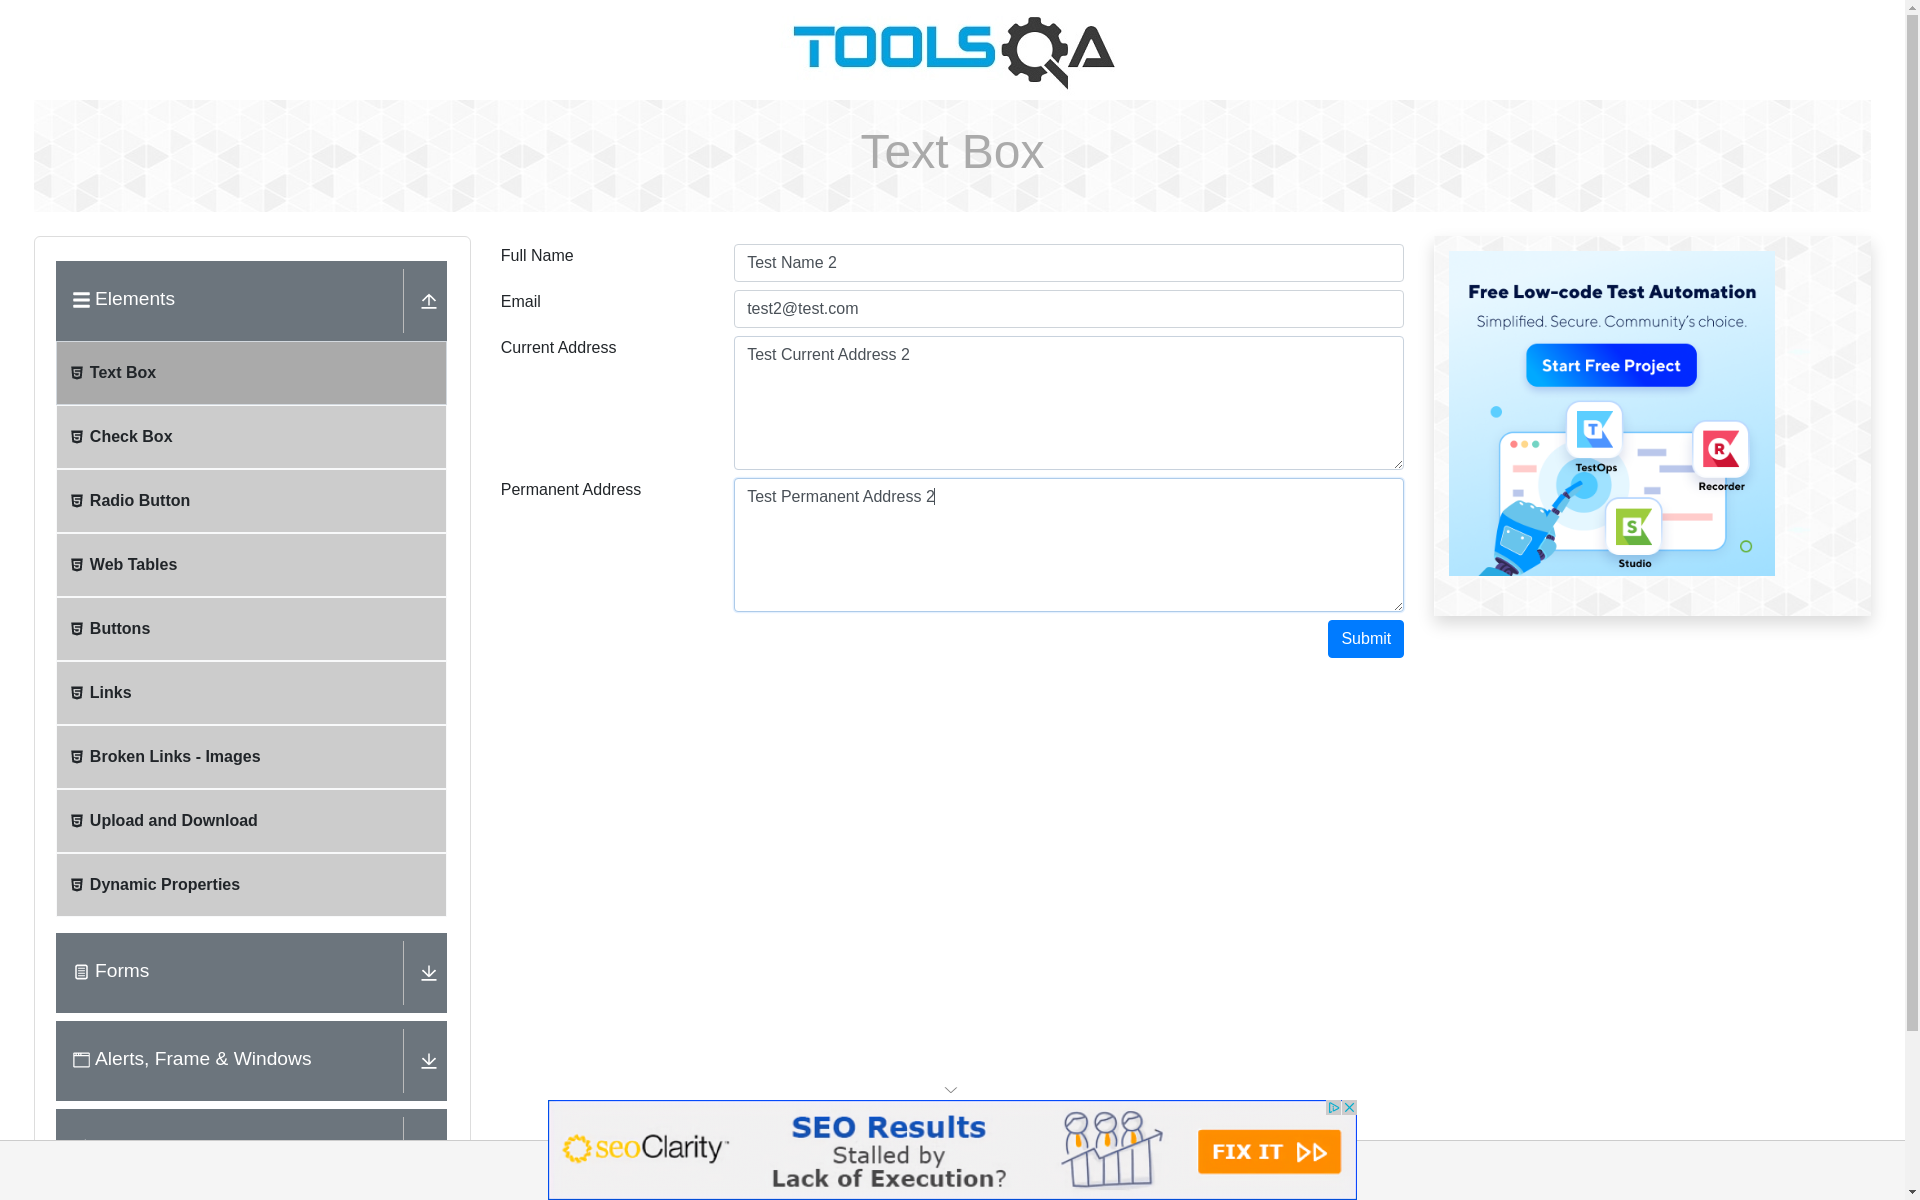 TOOLSQA
Text Box
Elements
Text Box
Check Box
Radio Button
Web Tables
Buttons
Links
Broken Links - Images
Upload and Download
Dynamic Properties
Forms
Alerts, Frame & Windows
Full Name
Test Name 2
Email
test2@test.com
Current Address
Test Current Address 2
Permanent Address
Test Permanent Address 2
Submit
Free Low-code Test Automation
Simplified. Secure. Community's choice.
Start Free Project
T
TestOps
R
Recorder
S
Studio
seoClarity™
SEO Results
Stalled by
Lack of Execution?
FIX IT